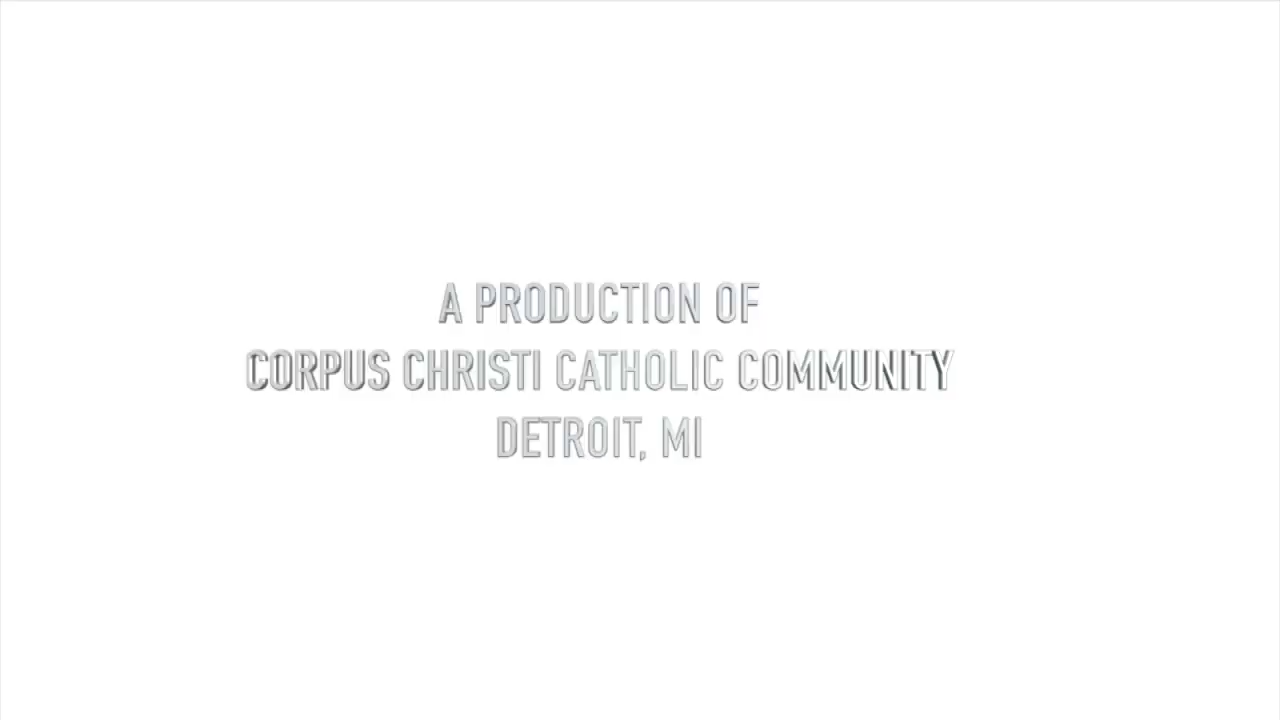 A PRODUCTION OF
CORPUS CHRISTI CATHOLIC COMMUNITY
DETROIT, MI